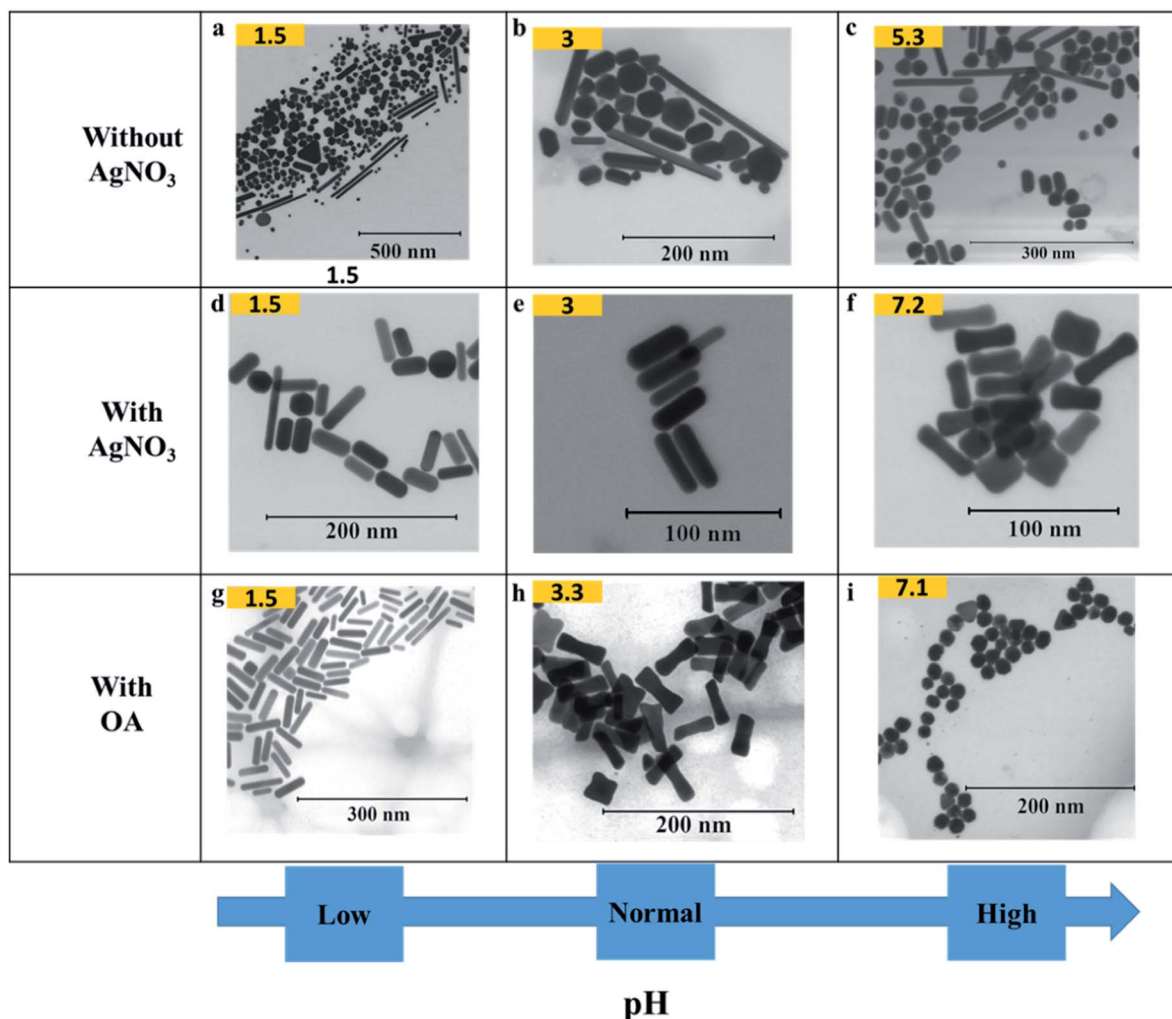 a
1.5
b
3
c
5.3
Without
AgNO₃
500 nm
200 nm
300 nm
1.5
d
1.5
e
3
f
7.2
With
AgNO₃
200 nm
100 nm
100 nm
g
1.5
h
3.3
i
7.1
With
OA
300 nm
200 nm
200 nm
Low
Normal
High
pH